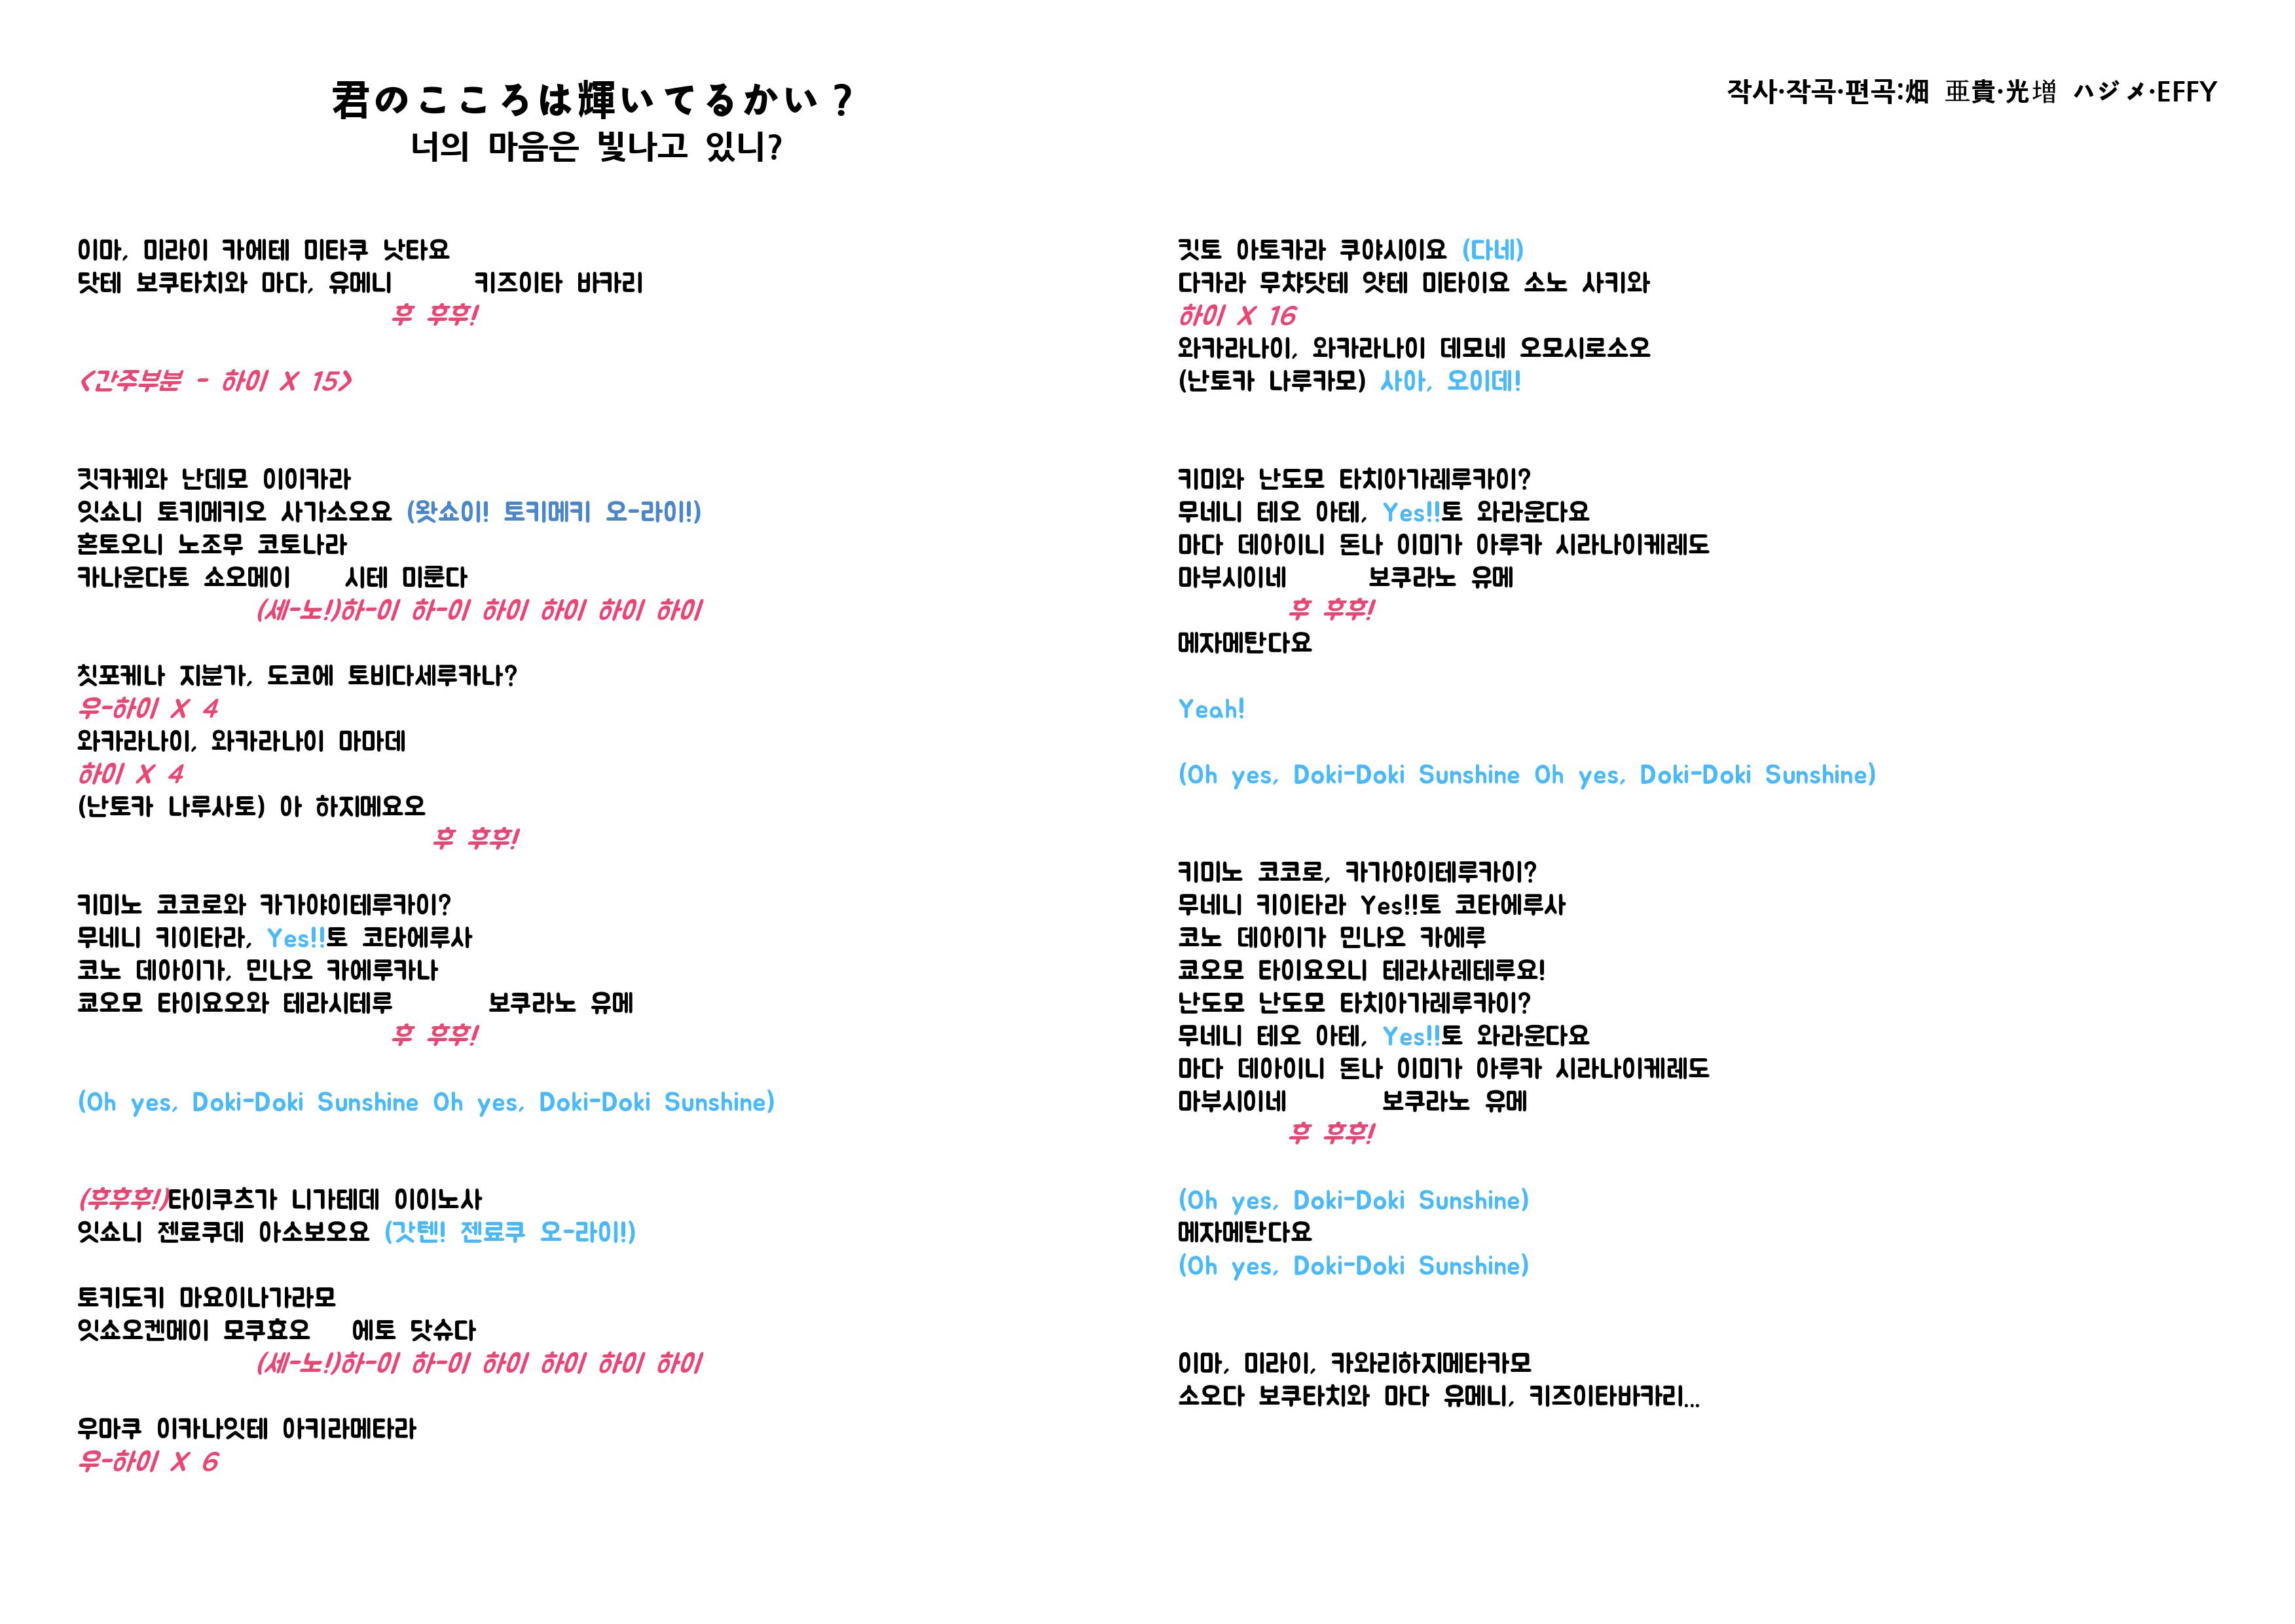 君のこころは輝いてるかい？
너의 마음은 빛나고 있니?
작사·작곡·편곡:畑 亜貴·光増 ハジメ·EFFY
이마, 미라이 카에테 미타쿠 낫타요
닷테 보쿠타치와 마다, 유메니 키즈이타 바카리
후 후후!
<간주부분 - 하이 X 15>
킷카케와 난데모 이이카라
잇쇼니 토키메키오 사가소오요 (왓쇼이! 토키메키 오-라이!)
혼토오니 노조무 코토나라
카나운다토 쇼오메이 시테 미룬다
(세-노!)하-이 하-이 하이 하이 하이 하이
칫포케나 지분가, 도코에 토비다세루카나?
우-하이 X 4
와카라나이, 와카라나이 마마데
하이 X 4
(난토카 나루사토) 아 하지메요오
후 후후!
키미노 코코로와 카가야이테루카이?
무네니 키이타라, Yes!!토 코타에루사
코노 데아이가, 민나오 카에루카나
쿄오모 타이요오와 테라시테루 보쿠라노 유메
후 후후!
(Oh yes, Doki-Doki Sunshine Oh yes, Doki-Doki Sunshine)
(후후후!)타이쿠츠가 니가테데 이이노사
잇쇼니 젠료쿠데 아소보오요 (갓텐! 젠료쿠 오-라이!)
토키도키 마요이나가라모
잇쇼오켄메이 모쿠효오 에토 닷슈다
(세-노!)하-이 하-이 하이 하이 하이 하이
우마쿠 이카나잇테 아키라메타라
우-하이 X 6
킷토 아토카라 쿠야시이요 (다네)
다카라 무챠닷테 얏테 미타이요 소노 사키와
하이 X 16
와카라나이, 와카라나이 데모네 오모시로소오
(난토카 나루카모) 사아, 오이데!
키미와 난도모 타치아가레루카이?
무네니 테오 아테, Yes!!토 와라운다요
마다 데아이니 돈나 이미가 아루카 시라나이케레도
마부시이네 보쿠라노 유메
후 후후!
메자메탄다요
Yeah!
(Oh yes, Doki-Doki Sunshine Oh yes, Doki-Doki Sunshine)
키미노 코코로, 카가야이테루카이?
무네니 키이타라 Yes!!토 코타에루사
코노 데아이가 민나오 카에루
쿄오모 타이요오니 테라사레테루요!
난도모 난도모 타치아가레루카이?
무네니 테오 아테, Yes!!토 와라운다요
마다 데아이니 돈나 이미가 아루카 시라나이케레도
마부시이네 보쿠라노 유메
후 후후!
(Oh yes, Doki-Doki Sunshine)
메자메탄다요
(Oh yes, Doki-Doki Sunshine)
이마, 미라이, 카와리하지메타카모
소오다 보쿠타치와 마다 유메니, 키즈이타바카리...